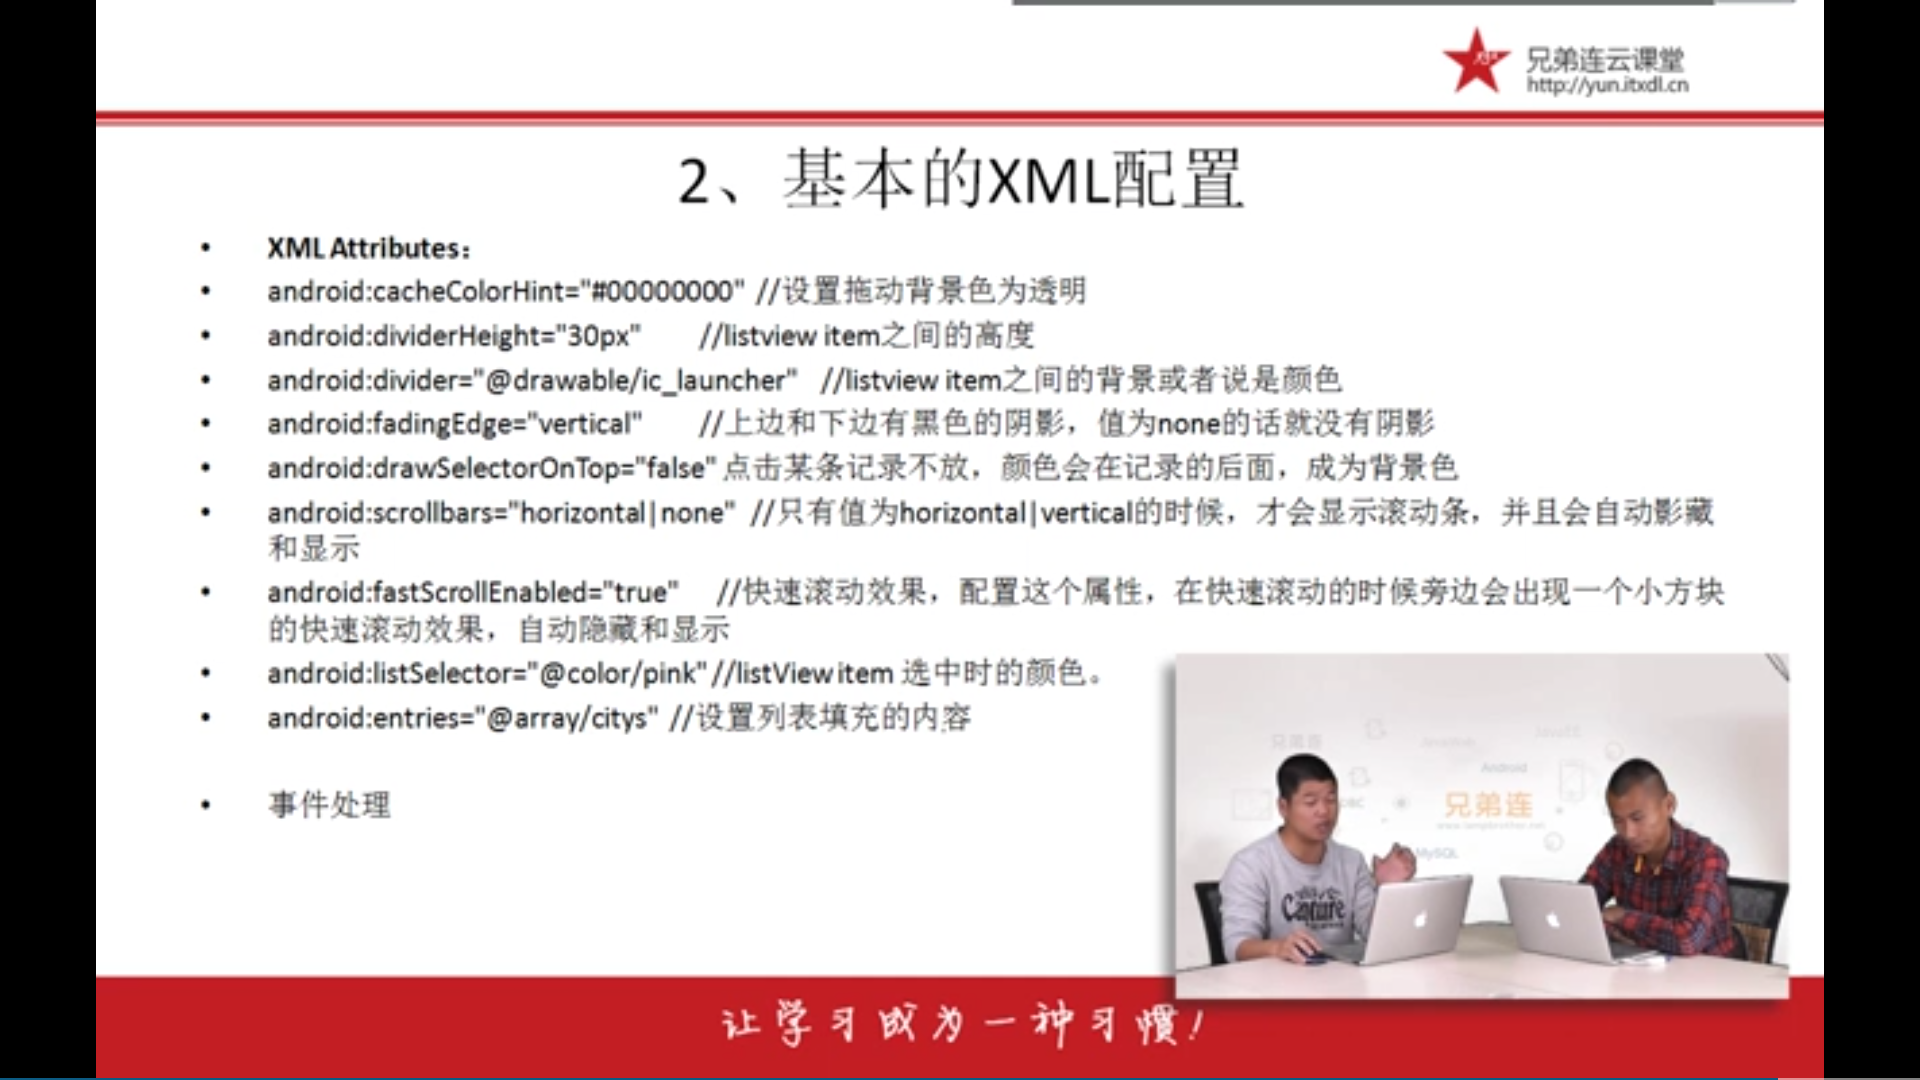 兄弟连云课堂
http://yun.itxdl.cn
2、基本的XML配置
• XML Attributes：
• android:cacheColorHint="#00000000" //设置拖动背景色为透明
• android:dividerHeight="30px" //listview item之间的高度
• android:divider="@drawable/ic_launcher" //listview item之间的背景或者说是颜色
• android:fadingEdge="vertical" //上边和下边有黑色的阴影，值为none的话就没有阴影
• android:drawSelectorOnTop="false" 点击某条记录不放，颜色会在记录的后面，成为背景色
• android:scrollbars="horizontal|none" //只有值为horizontal|vertical的时候，才会显示滚动条，并且会自动影藏
和显示
• android:fastScrollEnabled="true" //快速滚动效果，配置这个属性，在快速滚动的时候旁边会出现一个小方块
的快速滚动效果，自动隐藏和显示
• android:listSelector="@color/pink"//listView item 选中时的颜色。
• android:entries="@array/citys" //设置列表填充的内容
• 事件处理
兄弟连
JavaEE
Android
兄弟连
MySQL
Capture
让学习成为一种习惯!